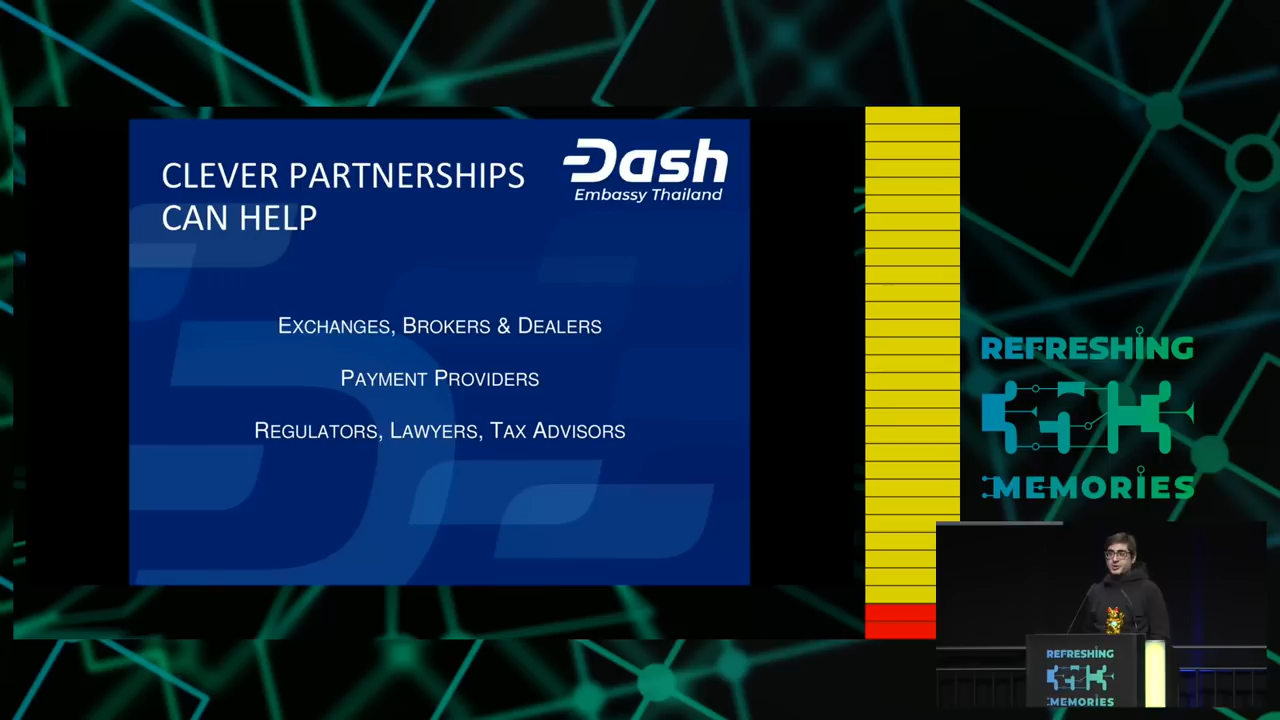 CLEVER PARTNERSHIPS
CAN HELP
Dash
Embassy Thailand
EXCHANGES, BROKERS & DEALERS
PAYMENT PROVIDERS
REGULATORS, LAWYERS, TAX ADVISORS
REFRESHING
MEMORIES
REFRESHING
MEMORIES